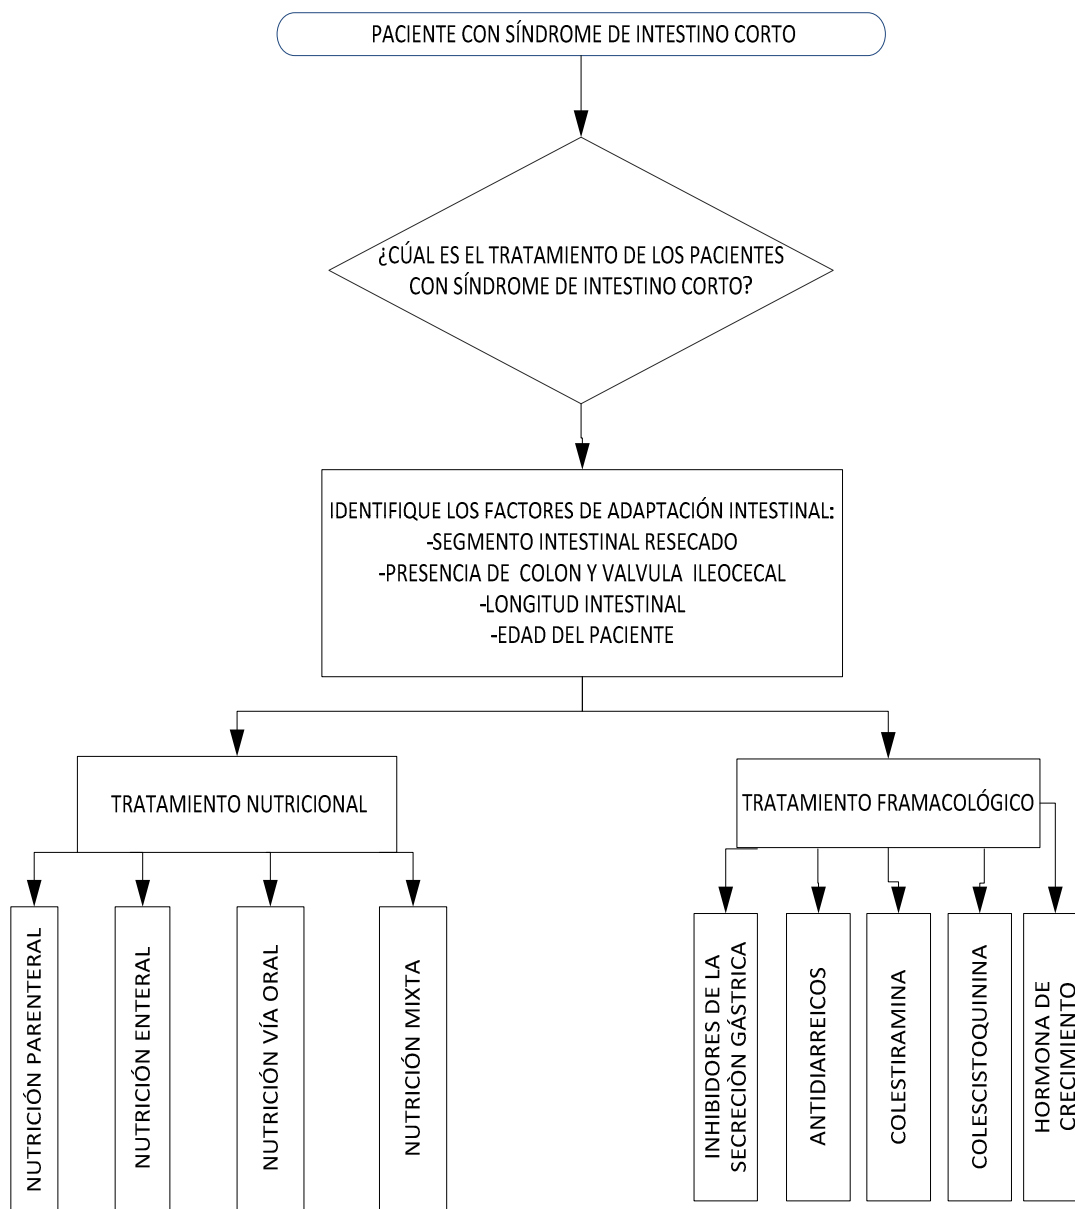 PACIENTE CON SÍNDROME DE INTESTINO CORTO
¿CÚAL ES EL TRATAMIENTO DE LOS PACIENTES
CON SÍNDROME DE INTESTINO CORTO?
IDENTIFIQUE LOS FACTORES DE ADAPTACIÓN INTESTINAL:
-SEGMENTO INTESTINAL RESECADO
-PRESENCIA DE COLON Y VALVULA ILEOCECAL
-LONGITUD INTESTINAL
-EDAD DEL PACIENTE
TRATAMIENTO NUTRICIONAL
TRATAMIENTO FRAMACOLÓGICO
NUTRICIÓN PARENTERAL
NUTRICIÓN ENTERAL
NUTRICIÓN VÍA ORAL
NUTRICIÓN MIXTA
INHIBIDORES DE LA
SECRECIÒN GÁSTRICA
ANTIDIARREICOS
COLESTIRAMINA
COLESCISTOQUININA
HORMONA DE
CRECIMIENTO